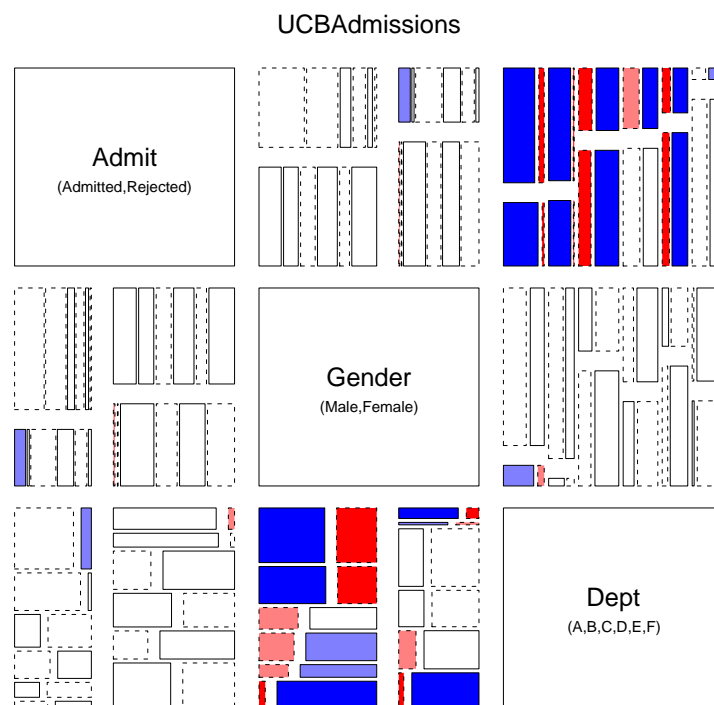 UCBAdmissions
Admit
(Admitted,Rejected)
Gender
(Male,Female)
Dept
(A,B,C,D,E,F)